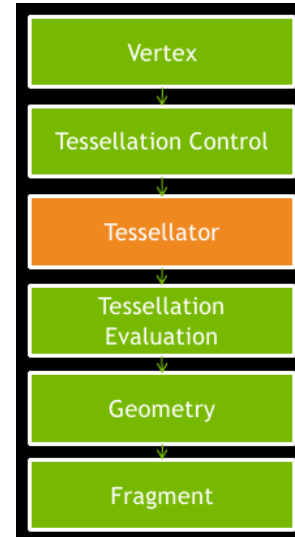 Vertex
Tessellation Control
Tessellator
Tessellation
Evaluation
Geometry
Fragment